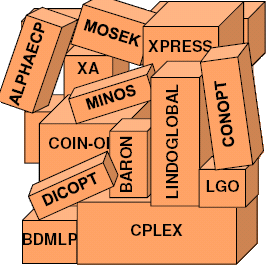 ALPHAECP
MOSEK
XPRESS
XA
MINOS
CONOPT
COIN-O
LINDOGLOBAL
BARON
DICOPT
LGO
BDMLP
CPLEX